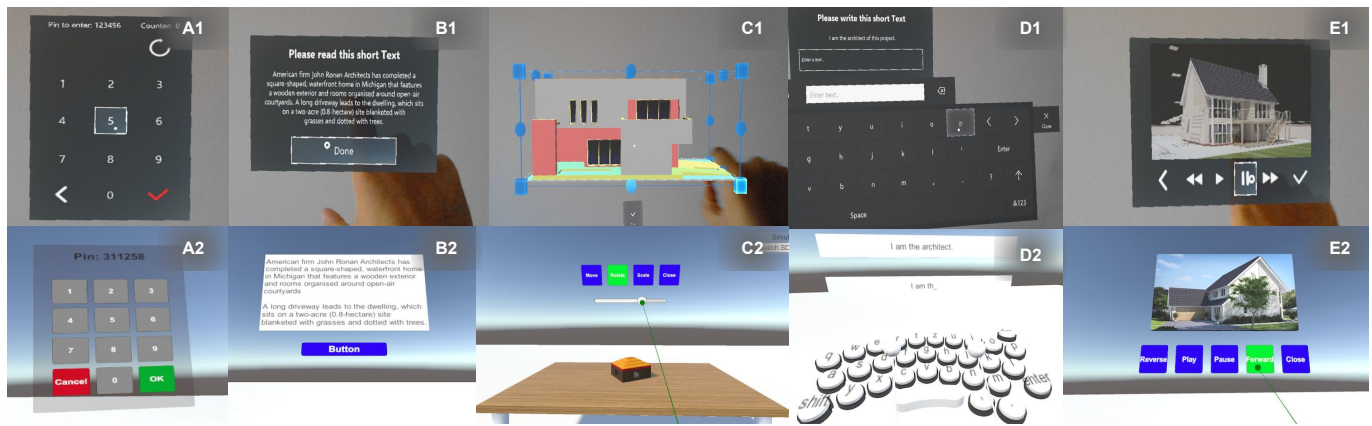 Pin to enter: 123456
Counter: 0
A1
1 2 3
4 5 6
7 8 9
0
B1
Please read this short Text
American firm John Ronan Architects has completed a
square-shaped, waterfront home in Michigan that features
a wooden exterior and rooms organised around open-air
courtyards. A long driveway leads to the dwelling, which sits
on a two-acre (0.8-hectare) site blanketed with
grasses and dotted with trees.
Done
C1
D1
Please write this short Text
I am the architect of this project.
Enter a text...
Enter text...
t y u i o p
Close
g h j k l ' Enter
v b n m , . ?
Space &123
E1
A2
Pin: 311258
1 2 3
4 5 6
7 8 9
Cancel 0 OK
B2
American firm John Ronan Architects has
completed a square-shaped, waterfront home
in Michigan that features a wooden exterior
and rooms organised around open-air
courtyards
A long driveway leads to the dwelling, which
sits on a two-acre (0.8-hectare) site
blanketed with grasses and dotted with trees.
Button
C2
Move Rotate Scale Close
D2
I am the architect.
I am th_
q w e r t z u i o p
a s d f g h j k l
shift y x c v b n m enter
E2
Reverse Play Pause Forward Close